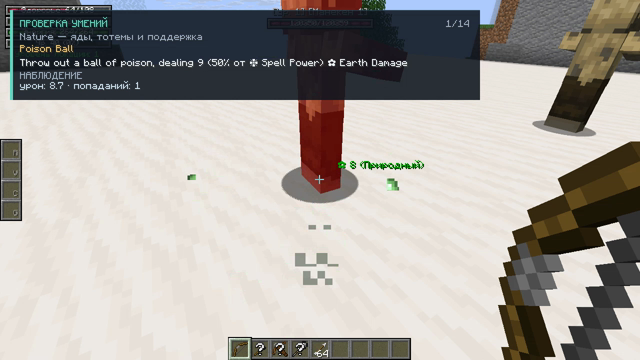 ПРОВЕРКА УМЕНИЙ
1/14
Nature — яды, тотемы и поддержка
Poison Ball
Throw out a ball of poison, dealing 9 (50% от ✠ Spell Power) ✿ Earth Damage
НАБЛЮДЕНИЕ
урон: 8.7 · попаданий: 1
✿ 8 (Природный)
64